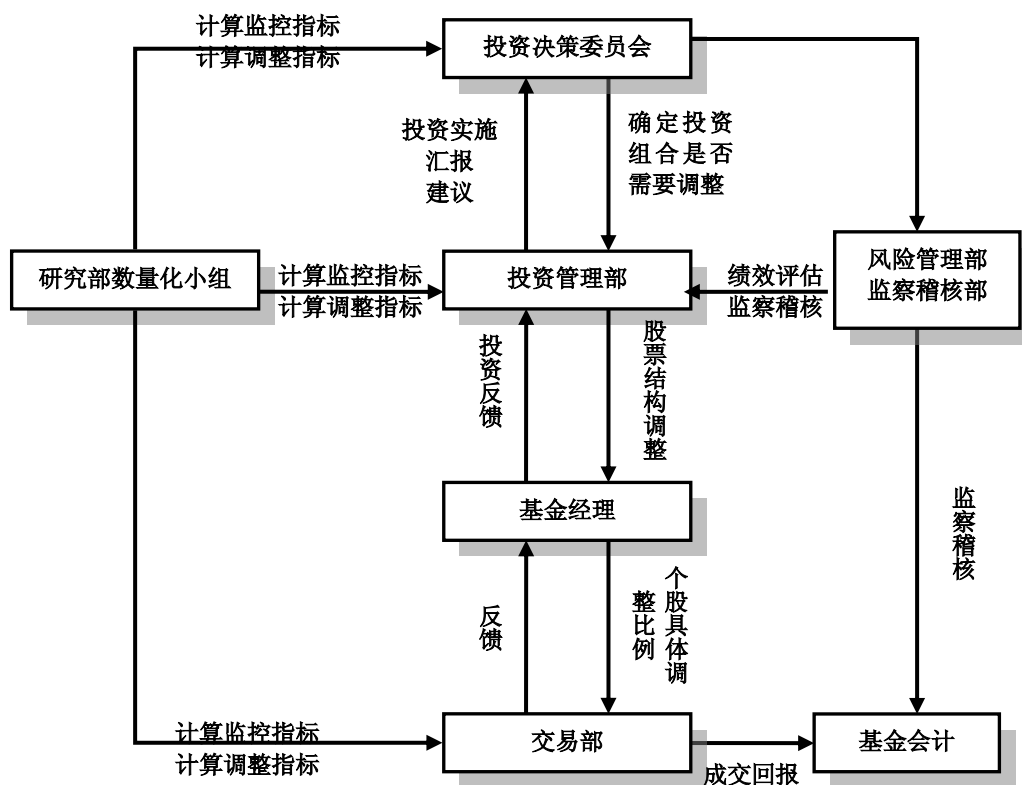 计算监控指标
计算调整指标
投资决策委员会
投资实施
汇报
建议
确定投资
组合是否
需要调整
研究部数量化小组
计算监控指标
计算调整指标
投资管理部
绩效评估
监察稽核
风险管理部
监察稽核部
投资反馈
股票结构调整
基金经理
监察稽核
反馈
个股具体调
整比例
计算监控指标
计算调整指标
交易部
成交回报
基金会计